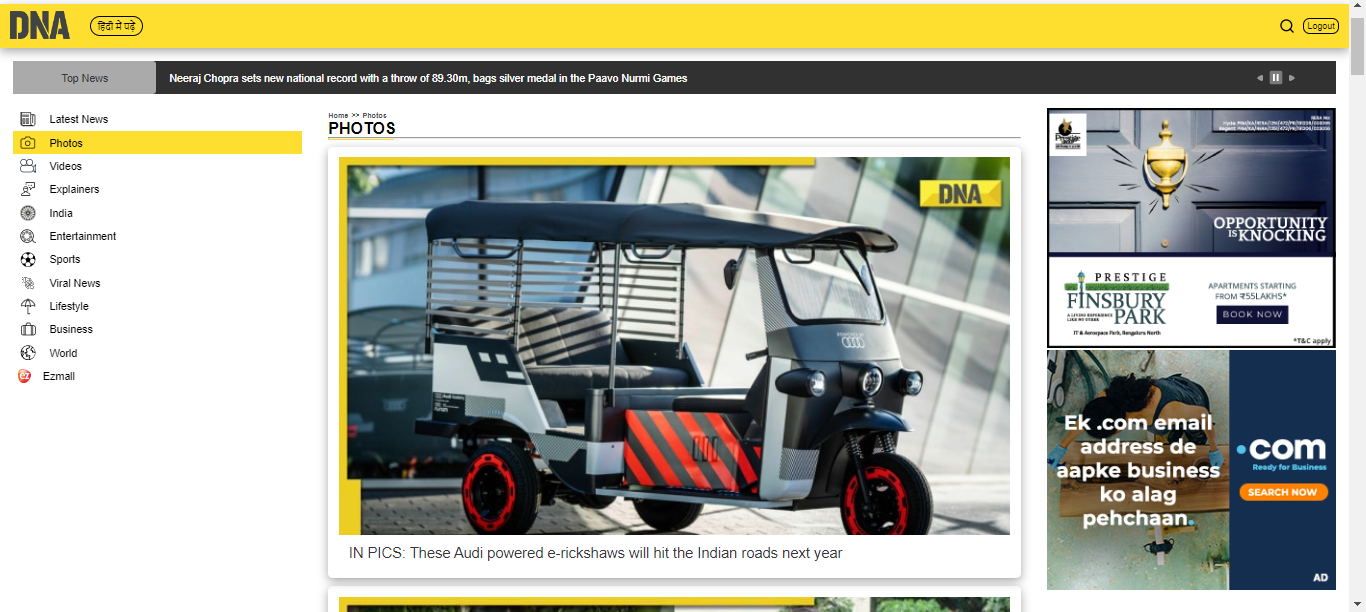 DNA
हिंदी में पढ़ें
Logout
Top News
Neeraj Chopra sets new national record with a throw of 89.30m, bags silver medal in the Paavo Nurmi Games
Latest News
Photos
Videos
Explainers
India
Entertainment
Sports
Viral News
Lifestyle
Business
World
ez
Ezmall
Home >> Photos
PHOTOS
DNA
IN PICS: These Audi powered e-rickshaws will hit the Indian roads next year
Prestige
OPPORTUNITY
IS KNOCKING
PRESTIGE
FINSBURY
PARK
A LIVING EXPERIENCE
LIKE NO OTHER
IT & Aerospace Park, Bengaluru North
APARTMENTS STARTING
FROM ₹55LAKHS*
BOOK NOW
*T&C apply
Ek .com email
address de
aapke business
ko alag
pehchaan.
.com
Ready for Business
SEARCH NOW
AD